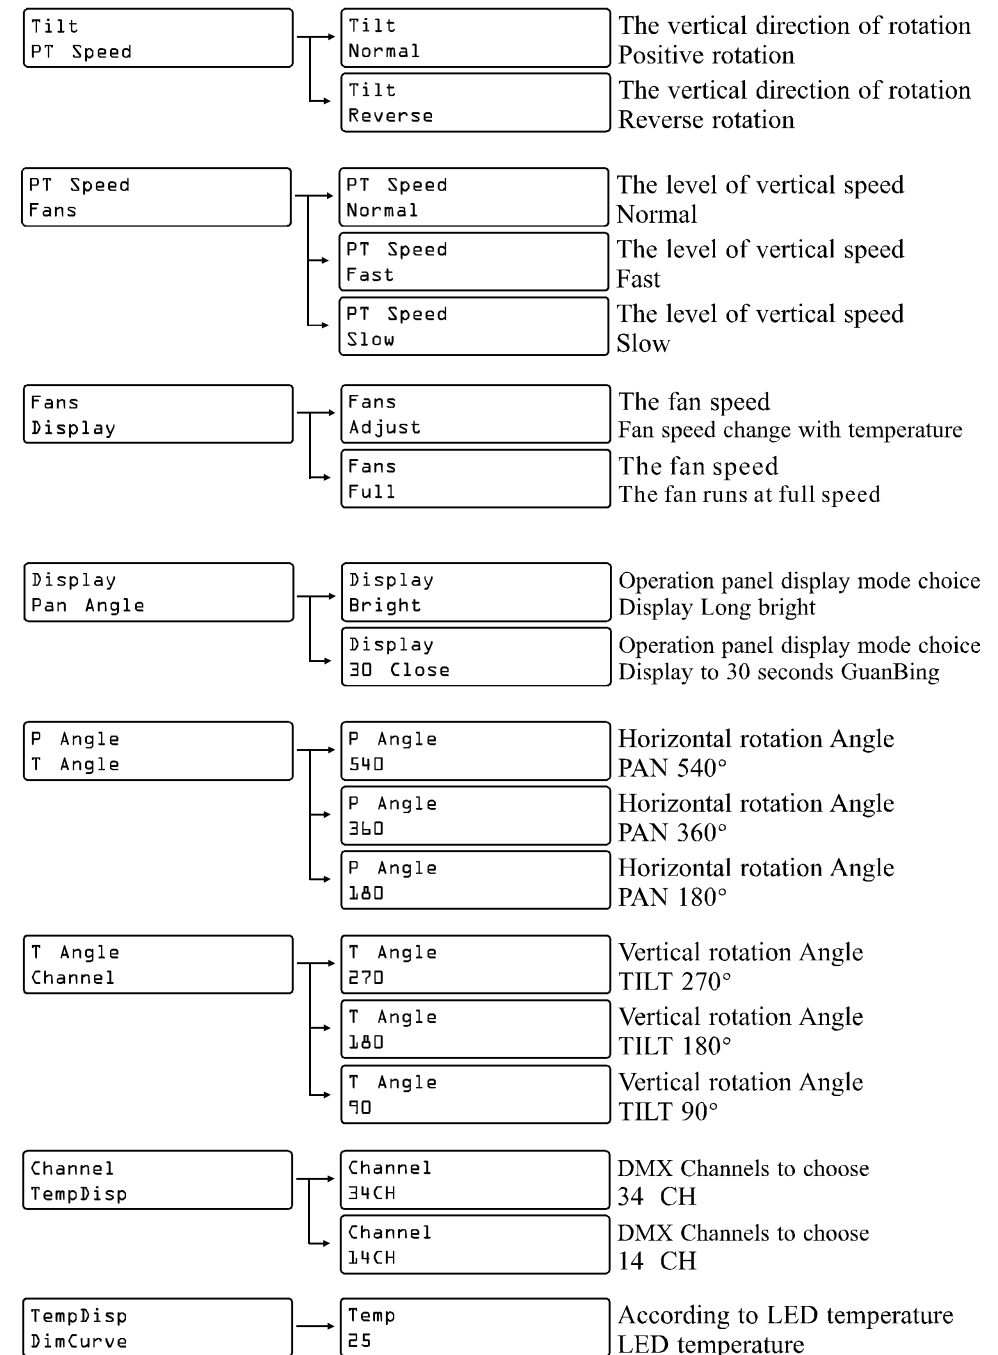 Tilt
PT Speed
Tilt
Normal
The vertical direction of rotation
Positive rotation
Tilt
Reverse
The vertical direction of rotation
Reverse rotation
PT Speed
Fans
PT Speed
Normal
The level of vertical speed
Normal
PT Speed
Fast
The level of vertical speed
Fast
PT Speed
Slow
The level of vertical speed
Slow
Fans
Display
Fans
Adjust
The fan speed
Fan speed change with temperature
Fans
Full
The fan speed
The fan runs at full speed
Display
Pan Angle
Display
Bright
Operation panel display mode choice
Display Long bright
Display
30 Close
Operation panel display mode choice
Display to 30 seconds GuanBing
P Angle
T Angle
P Angle
540
Horizontal rotation Angle
PAN 540°
P Angle
360
Horizontal rotation Angle
PAN 360°
P Angle
180
Horizontal rotation Angle
PAN 180°
T Angle
Channel
T Angle
270
Vertical rotation Angle
TILT 270°
T Angle
180
Vertical rotation Angle
TILT 180°
T Angle
90
Vertical rotation Angle
TILT 90°
Channel
TempDisp
Channel
34CH
DMX Channels to choose
34 CH
Channel
14CH
DMX Channels to choose
14 CH
TempDisp
DimCurve
Temp
25
According to LED temperature
LED temperature